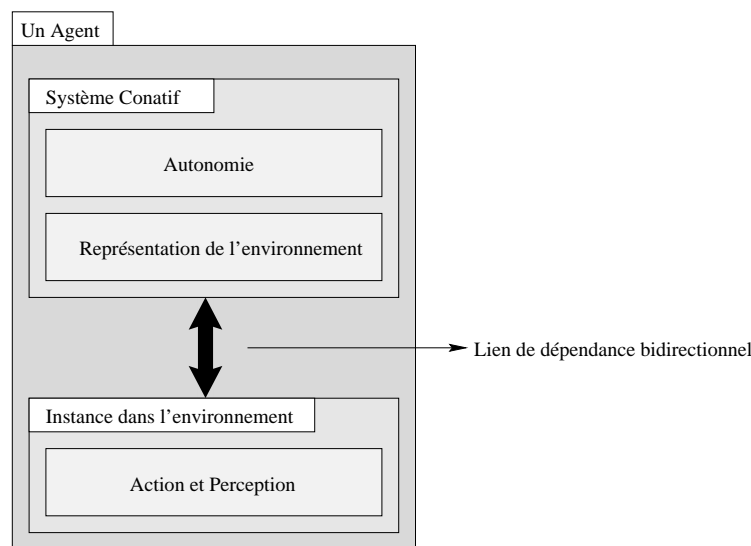 Un Agent
Système Conatif
Autonomie
Représentation de l'environnement
Lien de dépendance bidirectionnel
Instance dans l'environnement
Action et Perception